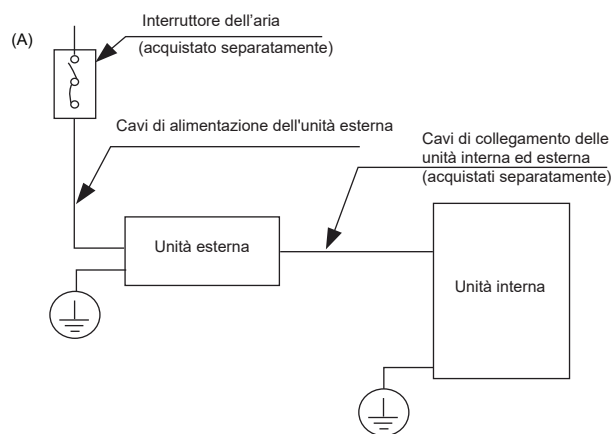 (A)
Interruttore dell'aria
(acquistato separatamente)
Cavi di alimentazione dell'unità esterna
Cavi di collegamento delle
unità interna ed esterna
(acquistati separatamente)
Unità esterna
Unità interna